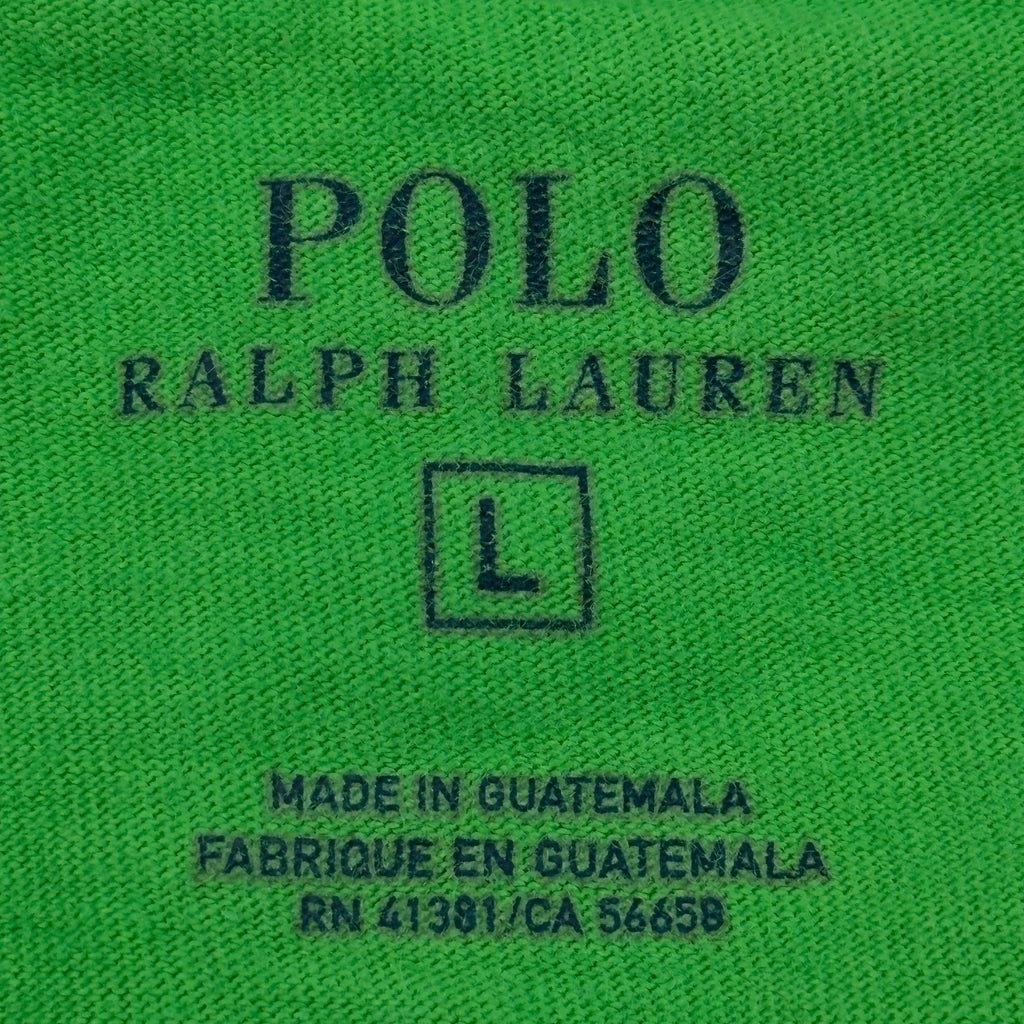 POLO
RALPH LAUREN
L
MADE IN GUATEMALA
FABRIQUE EN GUATEMALA
RN 41381/CA 56658